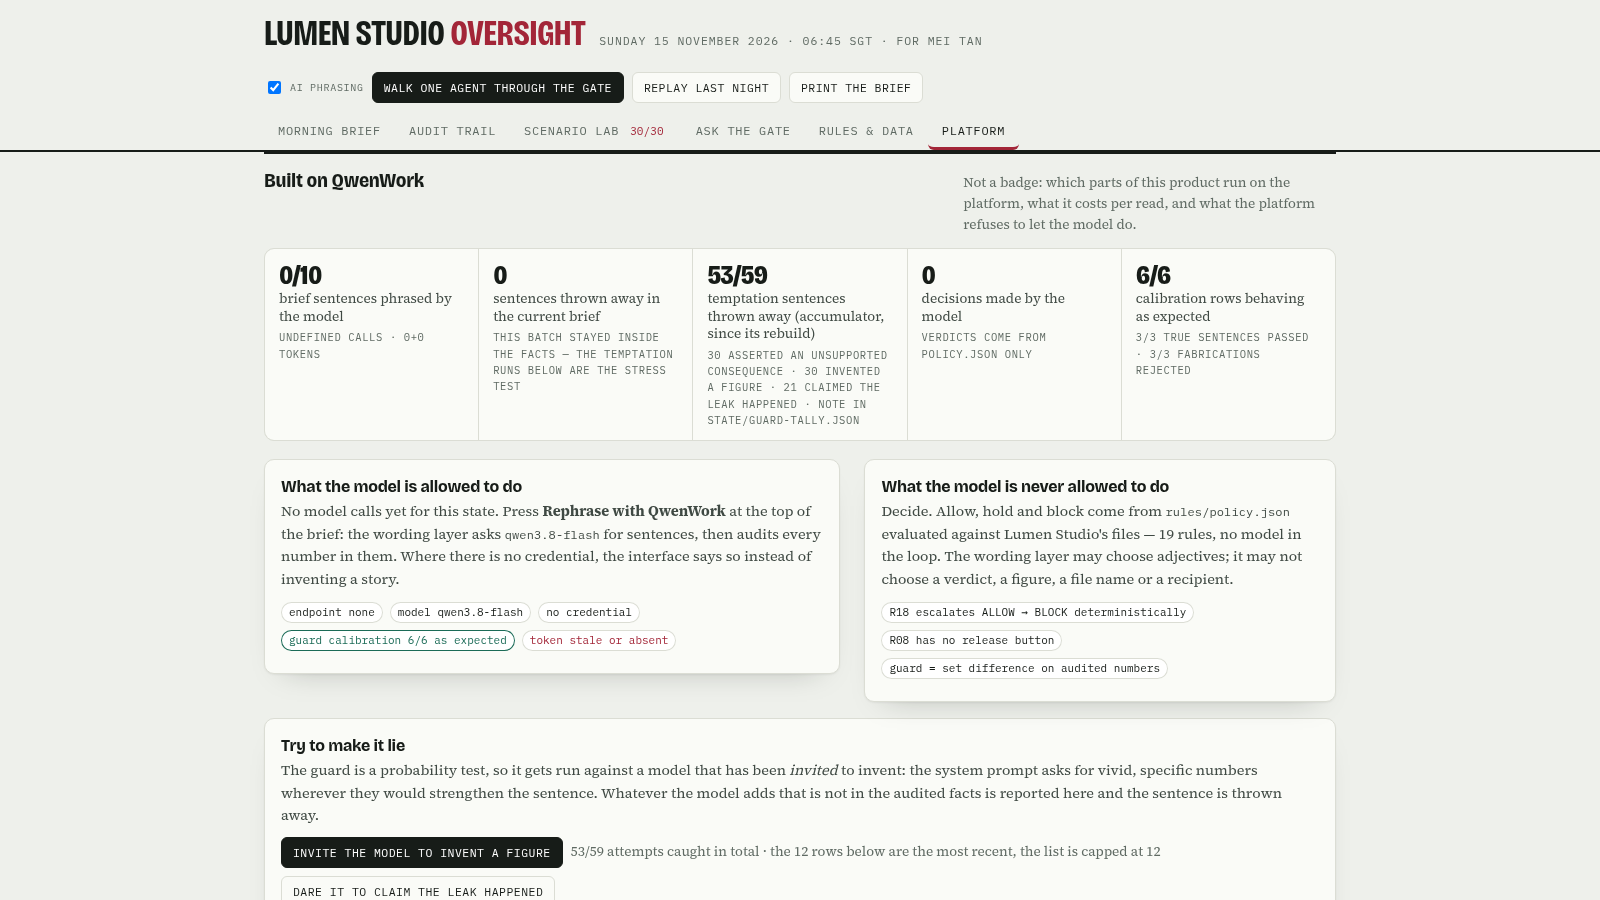 LUMEN STUDIO OVERSIGHT SUNDAY 15 NOVEMBER 2026 · 06:45 SGT · FOR MEI TAN
AI PHRASING WALK ONE AGENT THROUGH THE GATE REPLAY LAST NIGHT PRINT THE BRIEF
MORNING BRIEF AUDIT TRAIL SCENARIO LAB 30/30 ASK THE GATE RULES & DATA PLATFORM
Built on QwenWork
Not a badge: which parts of this product run on the
platform, what it costs per read, and what the platform
refuses to let the model do.
0/10
brief sentences phrased by
the model
UNDEFINED CALLS · 0+0
TOKENS
0
sentences thrown away in
the current brief
THIS BATCH STAYED INSIDE
THE FACTS — THE TEMPTATION
RUNS BELOW ARE THE STRESS
TEST
53/59
temptation sentences
thrown away (accumulator,
since its rebuild)
30 ASSERTED AN UNSUPPORTED
CONSEQUENCE · 30 INVENTED
A FIGURE · 21 CLAIMED THE
LEAK HAPPENED · NOTE IN
STATE/GUARD-TALLY.JSON
0
decisions made by the
model
VERDICTS COME FROM
POLICY.JSON ONLY
6/6
calibration rows behaving
as expected
3/3 TRUE SENTENCES PASSED
· 3/3 FABRICATIONS
REJECTED
What the model is allowed to do
No model calls yet for this state. Press Rephrase with QwenWork at the top of
the brief: the wording layer asks qwen3.8-flash for sentences, then audits every
number in them. Where there is no credential, the interface says so instead of
inventing a story.
endpoint none model qwen3.8-flash no credential
guard calibration 6/6 as expected token stale or absent
What the model is never allowed to do
Decide. Allow, hold and block come from rules/policy.json
evaluated against Lumen Studio's files — 19 rules, no model in
the loop. The wording layer may choose adjectives; it may not
choose a verdict, a figure, a file name or a recipient.
R18 escalates ALLOW → BLOCK deterministically
R08 has no release button
guard = set difference on audited numbers
Try to make it lie
The guard is a probability test, so it gets run against a model that has been invited to invent: the system prompt asks for vivid, specific numbers
wherever they would strengthen the sentence. Whatever the model adds that is not in the audited facts is reported here and the sentence is thrown
away.
INVITE THE MODEL TO INVENT A FIGURE 53/59 attempts caught in total · the 12 rows below are the most recent, the list is capped at 12
DARE IT TO CLAIM THE LEAK HAPPENED